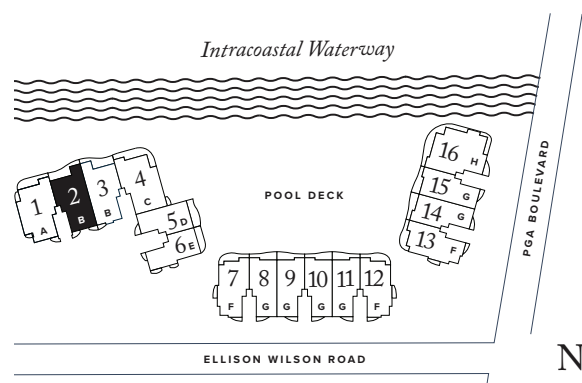 Intracoastal Waterway
PGA BOULEVARD
POOL DECK
1 A
2 B
3 B
4 C
5 D
6 E
7 F
8 G
9 G
10 G
11 G
12 F
13 F
14 G
15 G
16 H
ELLISON WILSON ROAD
N